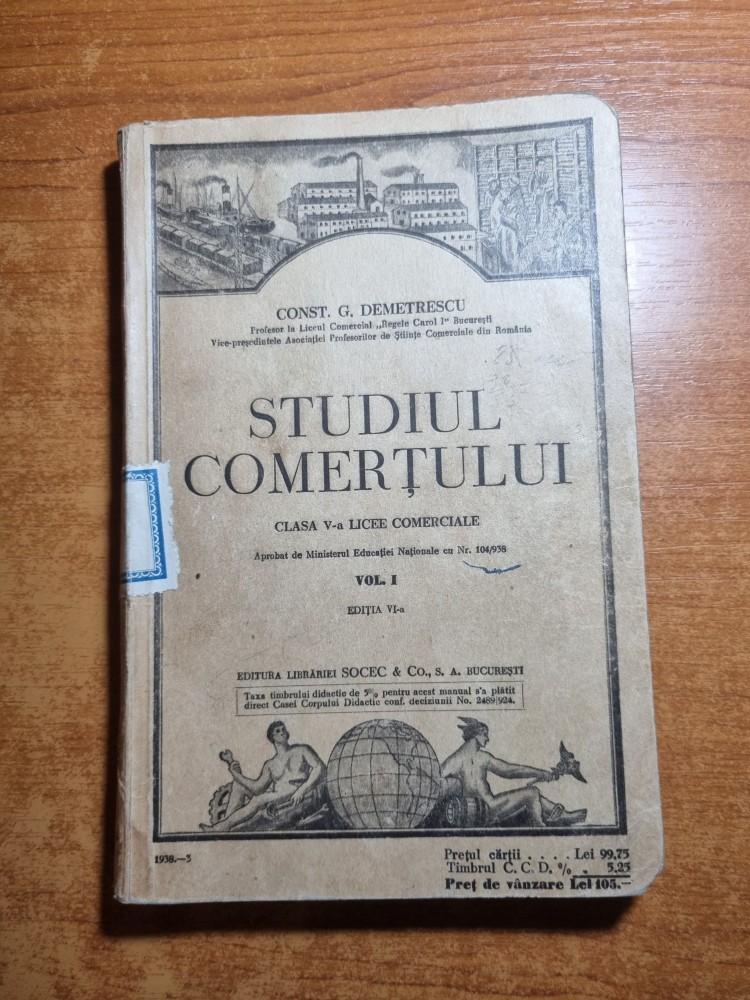 CONST. G. DEMETRESCU
Profesor la Liceul Comercial „Regele Carol I" București
Vice-președintele Asociației Profesorilor de Științe Comerciale din România
STUDIUL
COMERȚULUI
CLASA V-a LICEE COMERCIALE
Aprobat de Ministerul Educației Naționale cu Nr. 104/938
VOL. I
EDIȚIA VI-a
EDITURA LIBRĂRIEI SOCEC & Co., S. A. BUCUREȘTI
Taxa timbrului didactic de 5% pentru acest manual s'a plătit
direct Casei Corpului Didactic conf. deciziunii No. 2489|924.
1938.—3
Prețul cărții . . . . Lei 99,75
Timbrul C. C. D. % „ 5,25
Preț de vânzare Lei 105.—